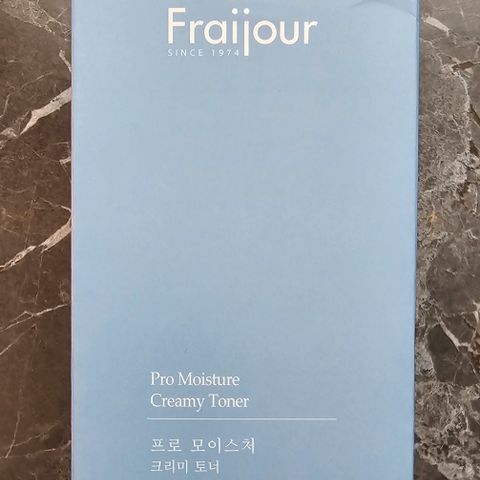 Fraijour
SINCE 1974
Pro Moisture
Creamy Toner
프로 모이스처
크리미 토너